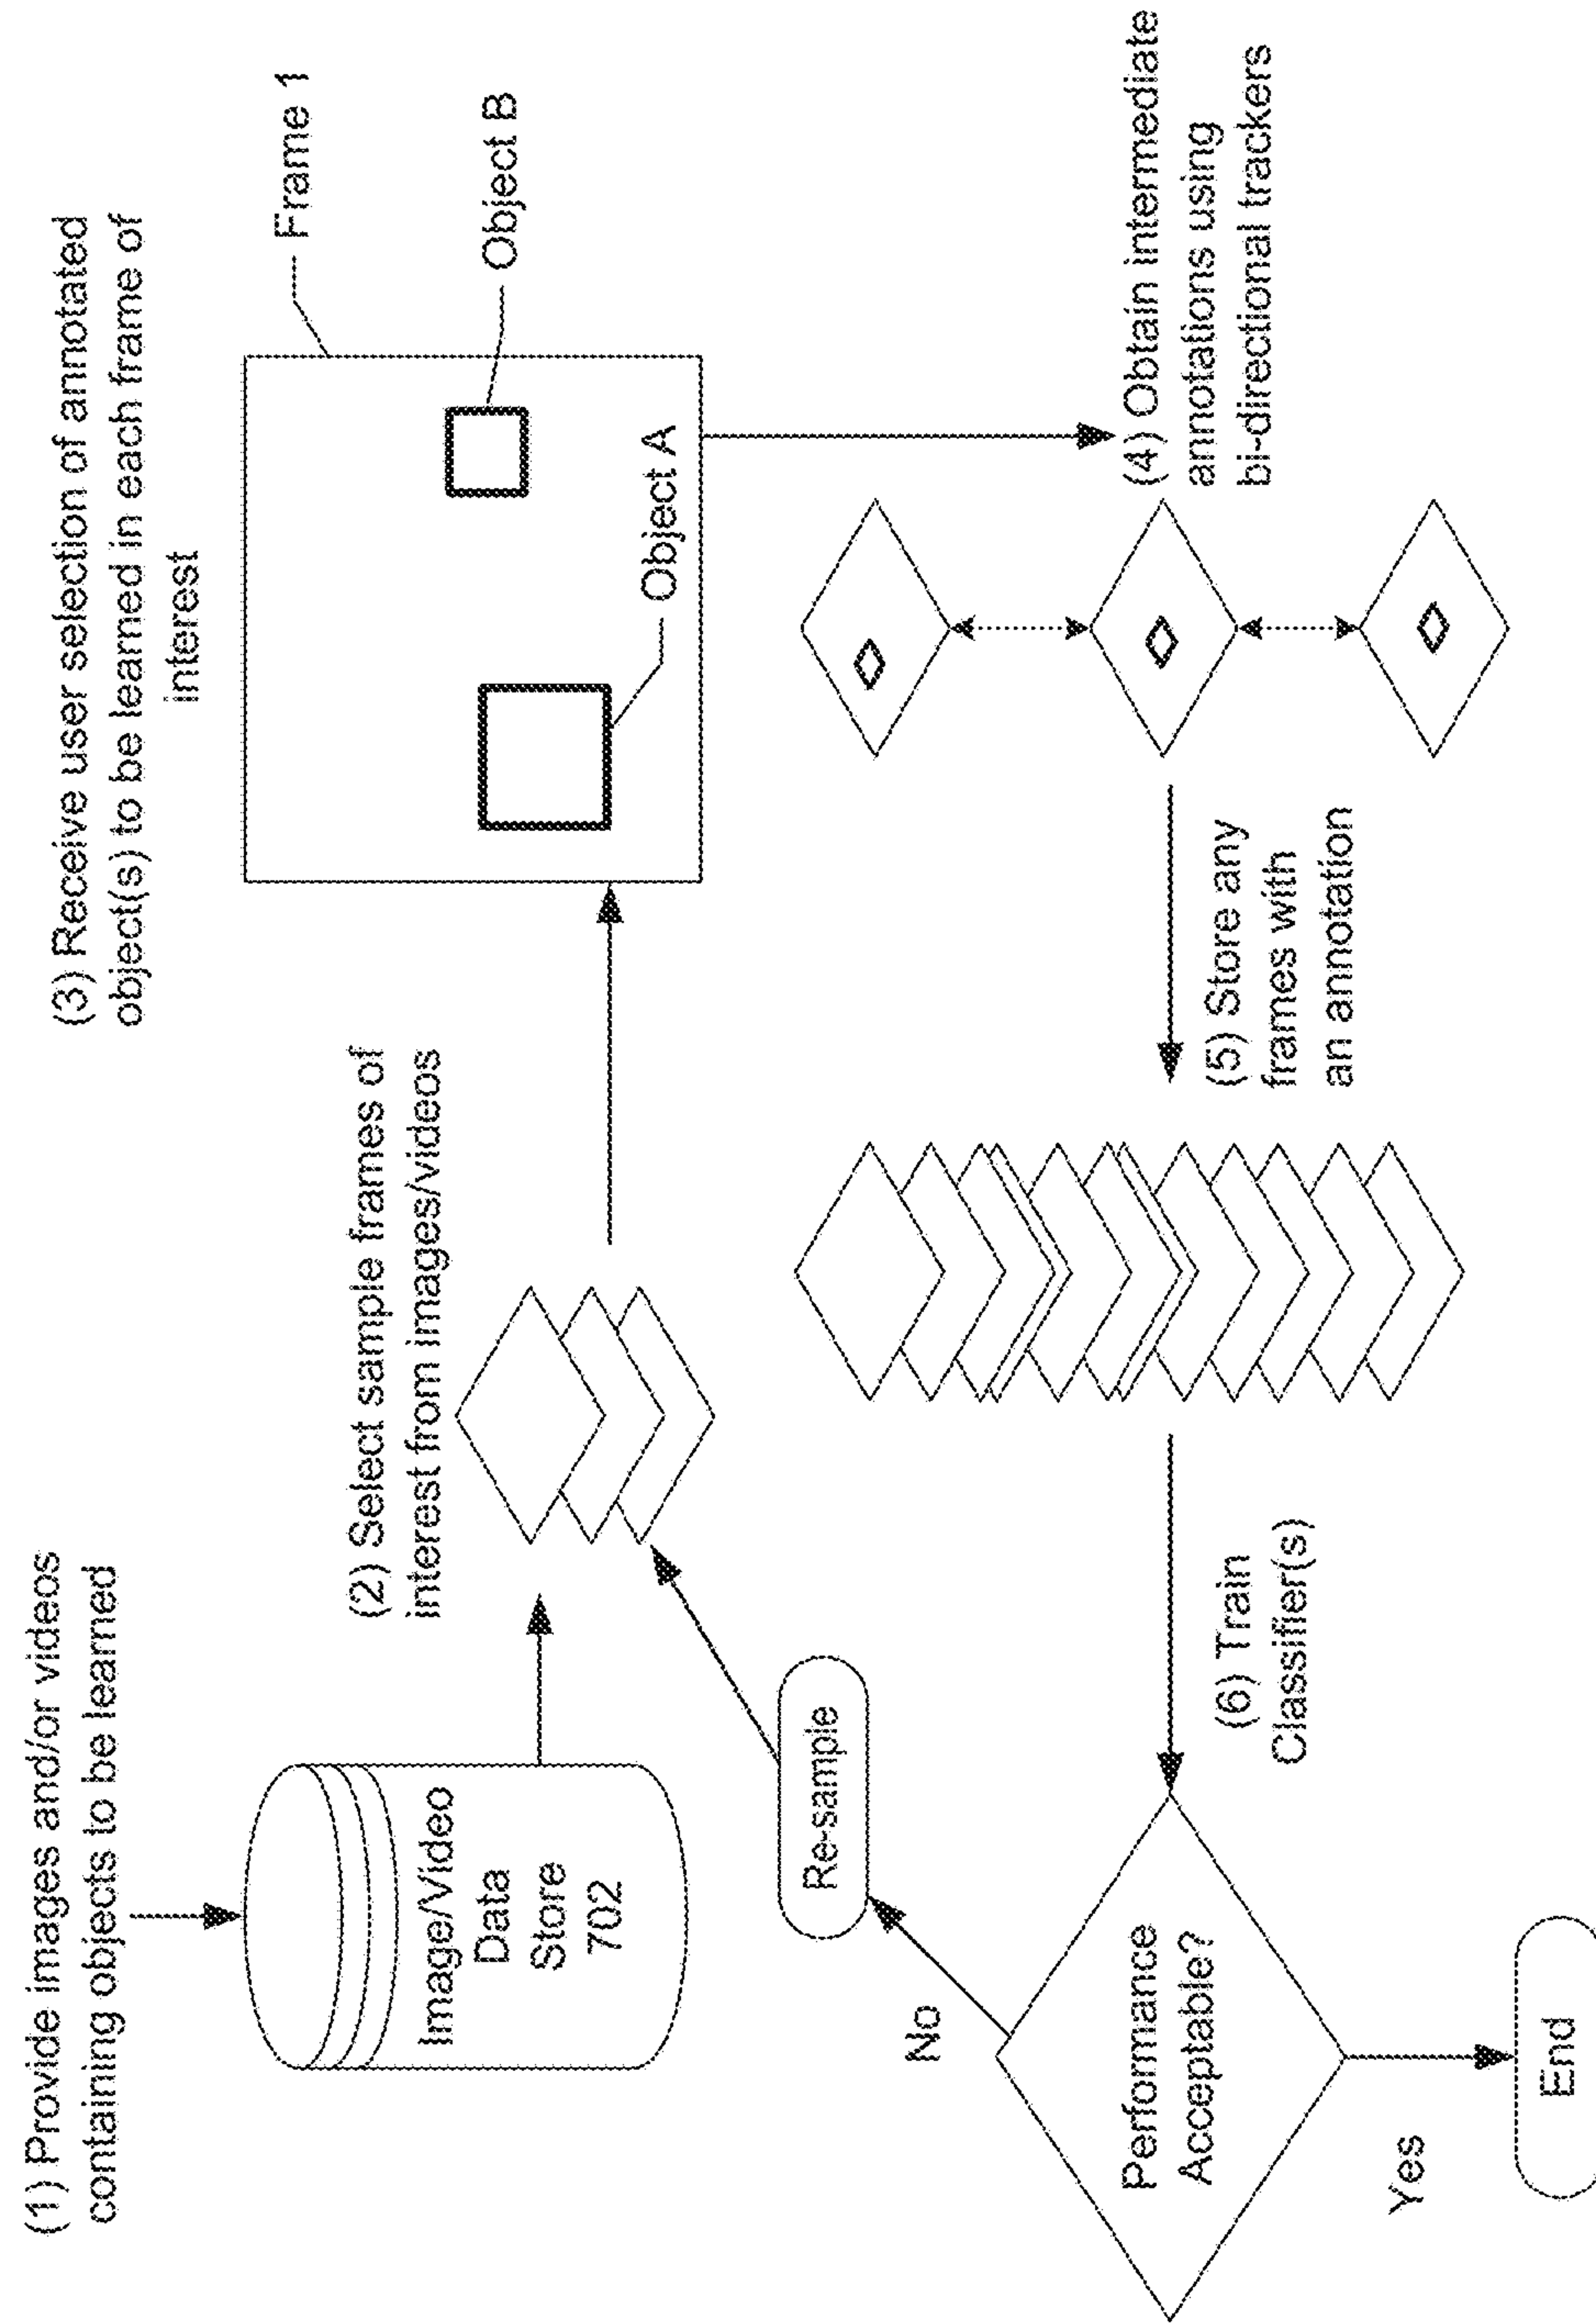 (1) Provide images and/or videos
containing objects to be learned
Image/Video
Data
Store
702
(2) Select sample frames of
interest from images/videos
(3) Receive user selection of annotated
object(s) to be learned in each frame of
interest
Frame 1
Object B
Object A
(4) Obtain intermediate
annotations using
bi-directional trackers
(5) Store any
frames with
an annotation
(6) Train
Classifier(s)
Performance
Acceptable?
No
Re-sample
Yes
End